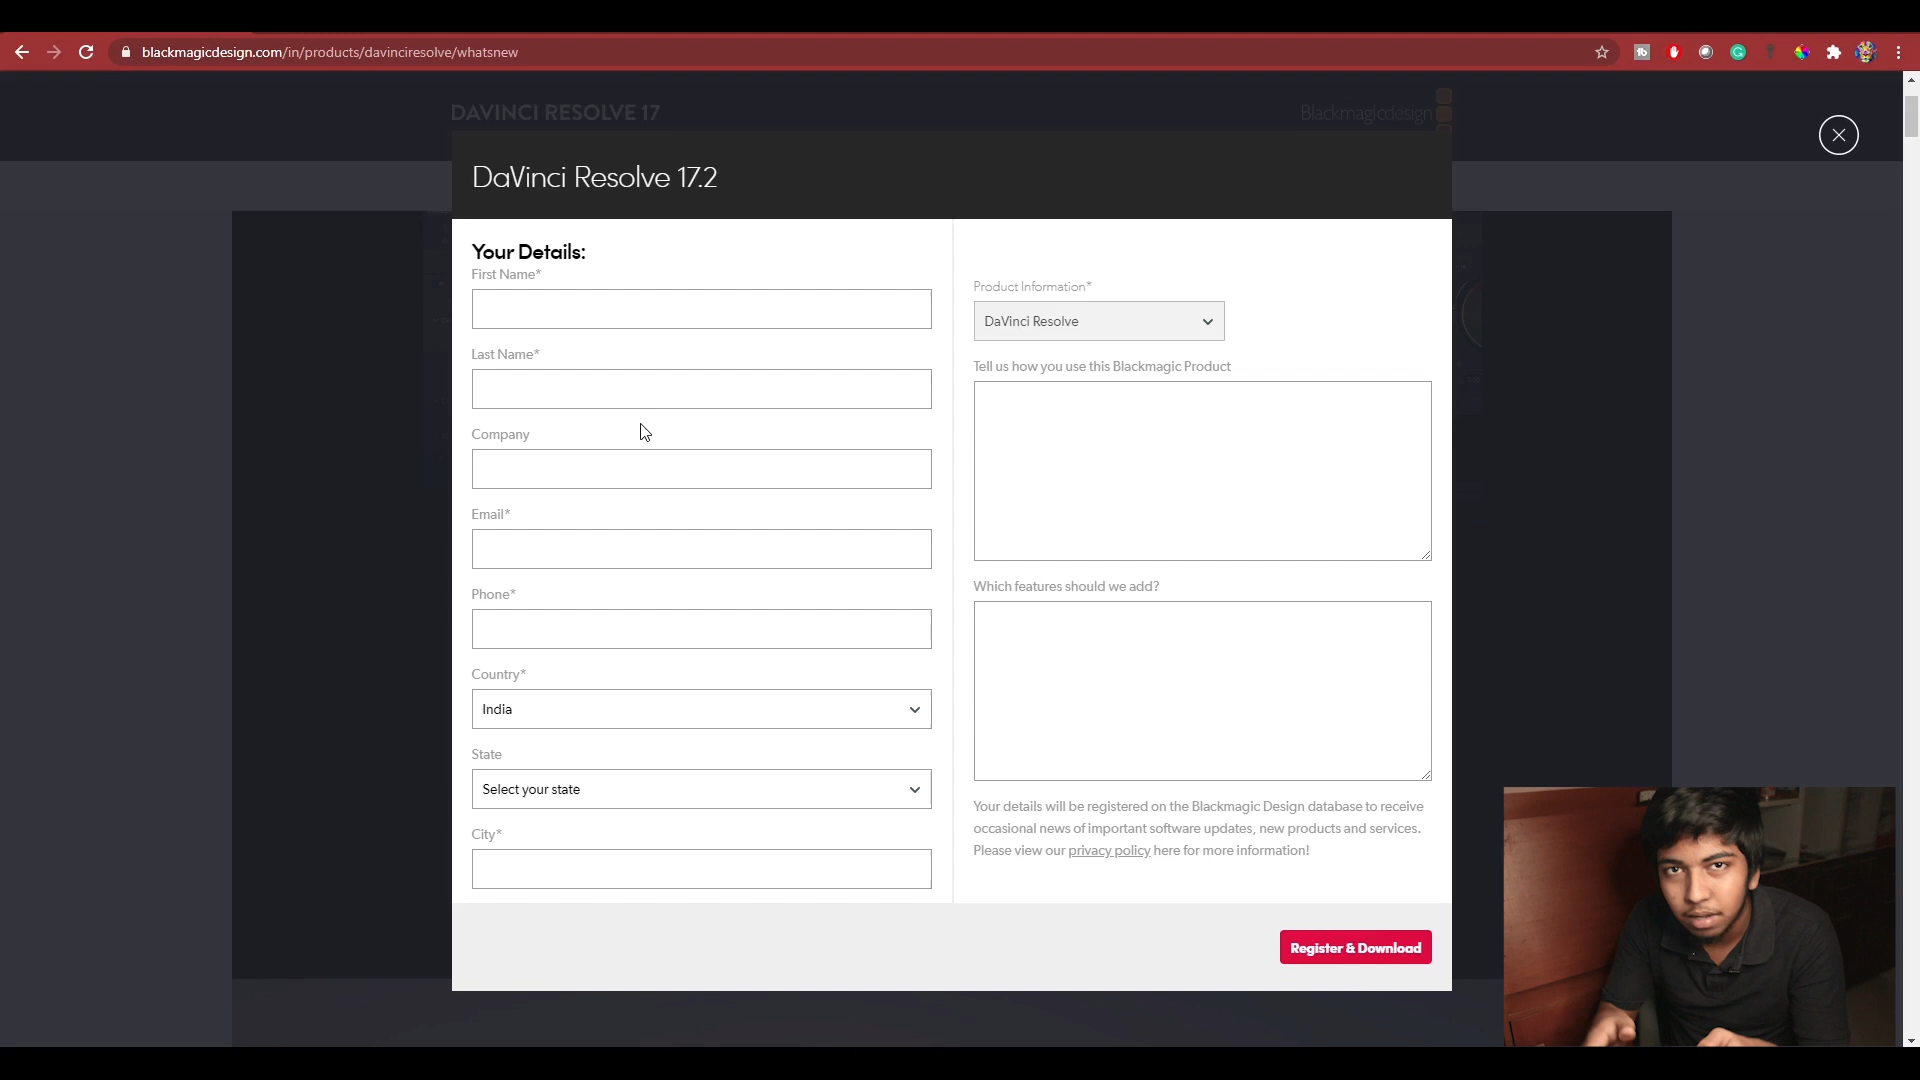 blackmagicdesign.com/in/products/davinciresolve/whatsnew
DAVINCI RESOLVE 17
Blackmagicdesign
DaVinci Resolve 17.2
Your Details:
First Name*
Last Name*
Company
Email*
Phone*
Country*
India
State
Select your state
City*
Product Information*
DaVinci Resolve
Tell us how you use this Blackmagic Product
Which features should we add?
Your details will be registered on the Blackmagic Design database to receive
occasional news of important software updates, new products and services.
Please view our privacy policy here for more information!
Register & Download